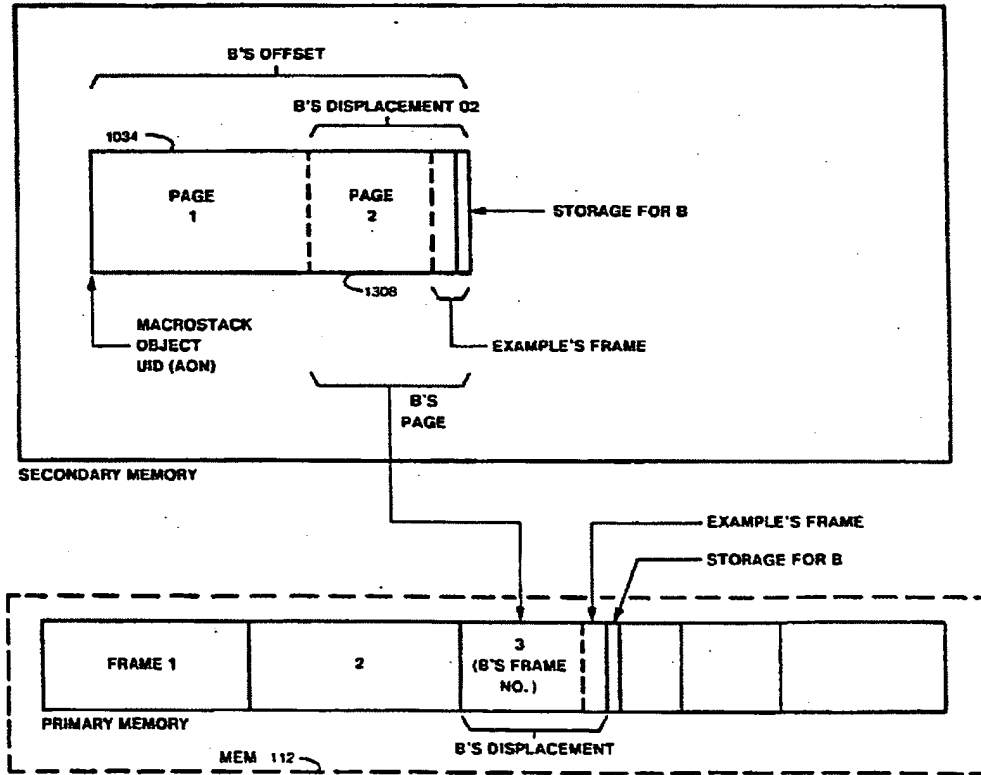 B'S OFFSET
B'S DISPLACEMENT 02
1034
PAGE
1
PAGE
2
STORAGE FOR B
1308
MACROSTACK
OBJECT
UID (AON)
EXAMPLE'S FRAME
B'S
PAGE
SECONDARY MEMORY
EXAMPLE'S FRAME
STORAGE FOR B
FRAME 1
2
3
(B'S FRAME
NO.)
PRIMARY MEMORY
B'S DISPLACEMENT
MEM 112